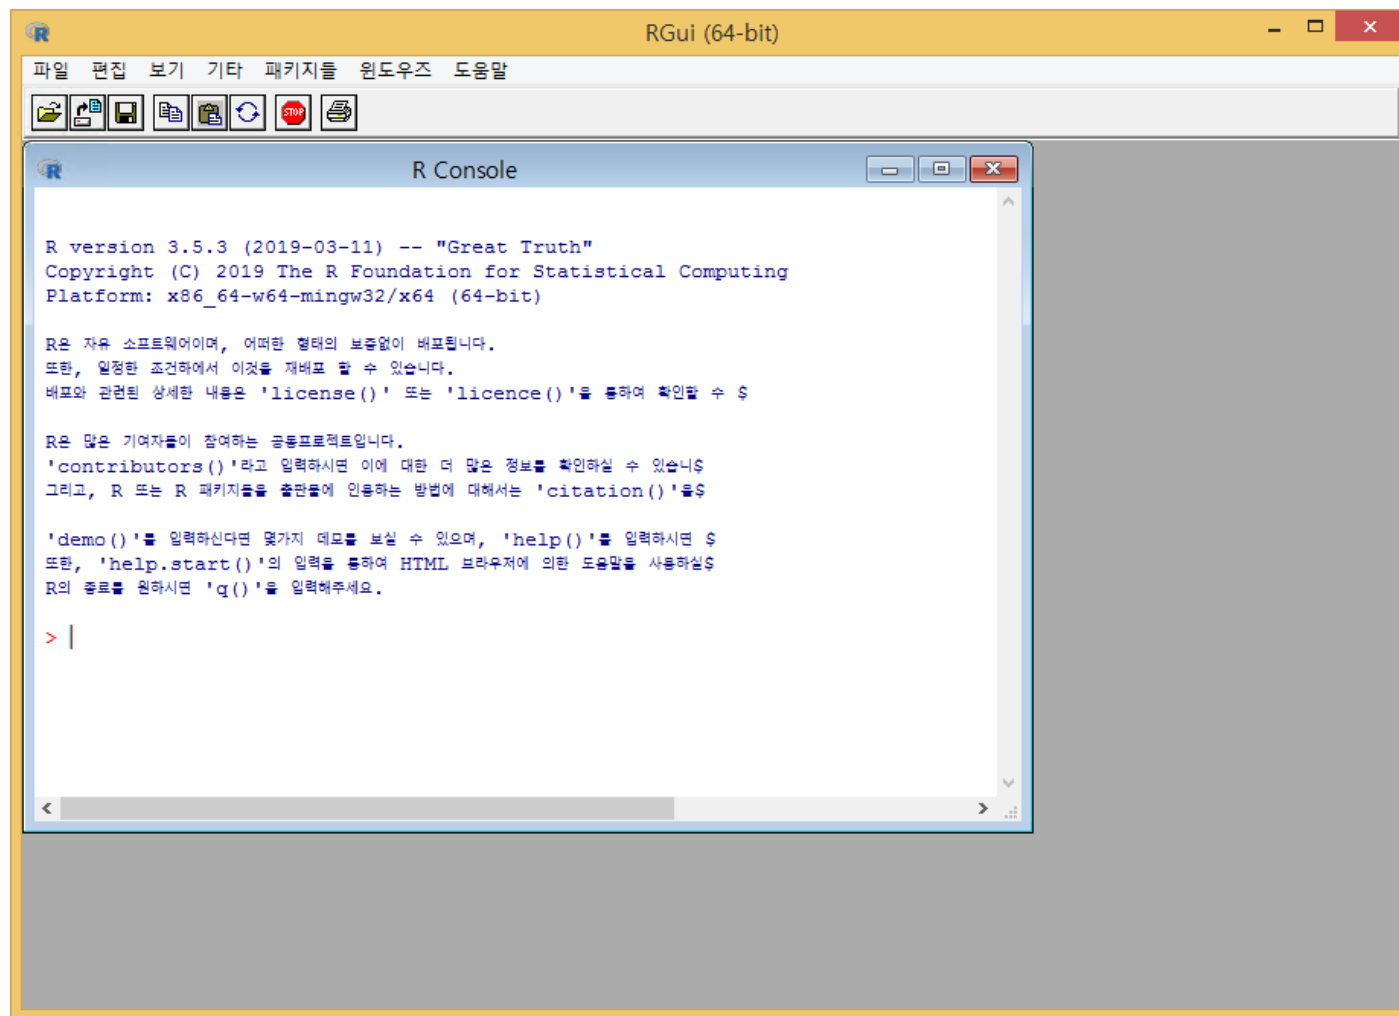 RGui (64-bit)
파일 편집 보기 기타 패키지들 윈도우즈 도움말
STOP
R Console
R version 3.5.3 (2019-03-11) -- "Great Truth"
Copyright (C) 2019 The R Foundation for Statistical Computing
Platform: x86_64-w64-mingw32/x64 (64-bit)
R은 자유 소프트웨어이며, 어떠한 형태의 보증없이 배포됩니다.
또한, 일정한 조건하에서 이것을 재배포 할 수 있습니다.
배포와 관련된 상세한 내용은 'license()' 또는 'licence()'을 통하여 확인할 수 $
R은 많은 기여자들이 참여하는 공동프로젝트입니다.
'contributors()'라고 입력하시면 이에 대한 더 많은 정보를 확인하실 수 있습니$
그리고, R 또는 R 패키지들을 출판물에 인용하는 방법에 대해서는 'citation()'을$
'demo()'를 입력하신다면 몇가지 데모를 보실 수 있으며, 'help()'를 입력하시면 $
또한, 'help.start()'의 입력을 통하여 HTML 브라우저에 의한 도움말을 사용하실$
R의 종료를 원하시면 'q()'을 입력해주세요.
>